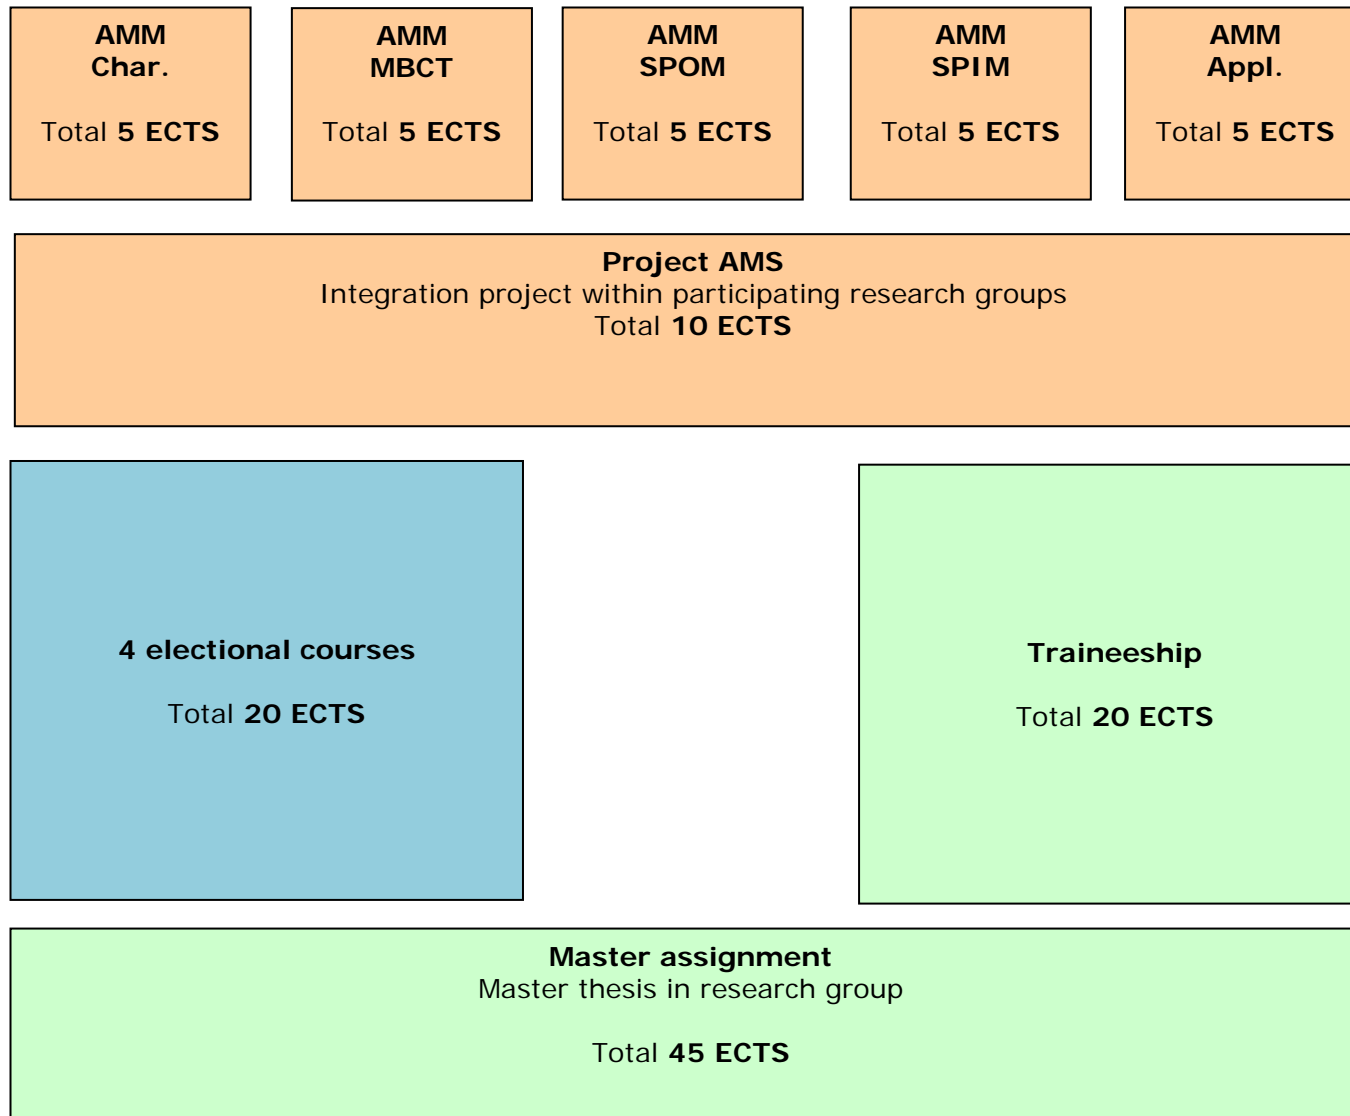 AMM
Char.
Total 5 ECTS
AMM
MBCT
Total 5 ECTS
AMM
SPOM
Total 5 ECTS
AMM
SPIM
Total 5 ECTS
AMM
Appl.
Total 5 ECTS
Project AMS
Integration project within participating research groups
Total 10 ECTS
4 electional courses
Total 20 ECTS
Traineeship
Total 20 ECTS
Master assignment
Master thesis in research group
Total 45 ECTS